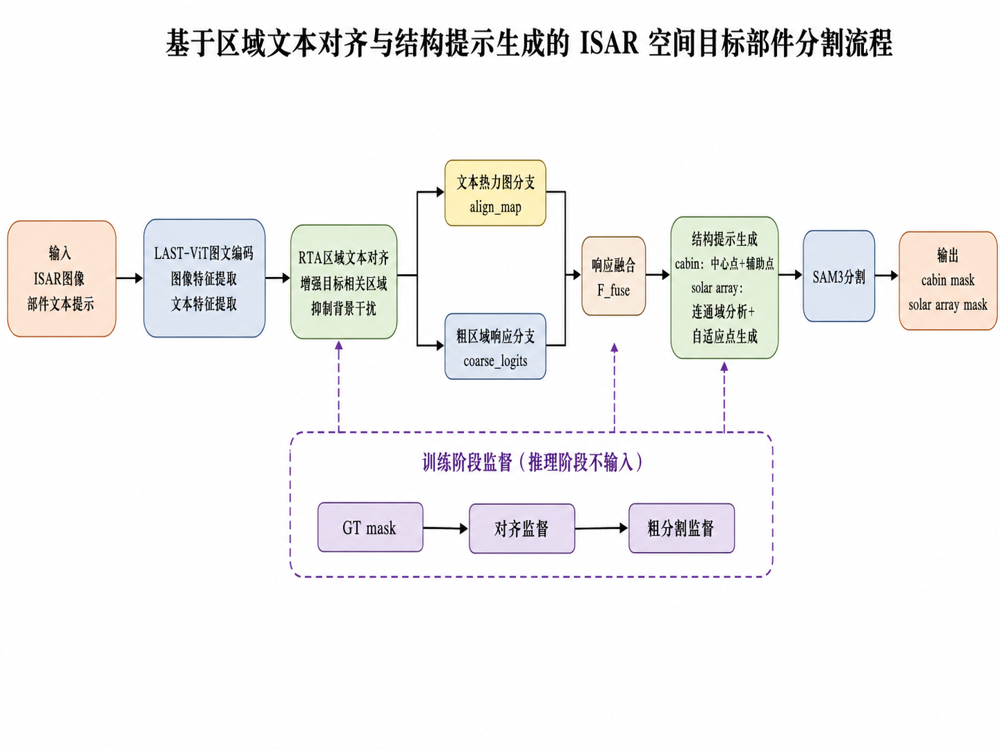 基于区域文本对齐与结构提示生成的 ISAR 空间目标部件分割流程
输入
ISAR图像
部件文本提示
LAST-ViT图文编码
图像特征提取
文本特征提取
RTA区域文本对齐
增强目标相关区域
抑制背景干扰
文本热力图分支
align_map
粗区域响应分支
coarse_logits
响应融合
F_fuse
结构提示生成
cabin: 中心点+辅助点
solar array:
连通域分析+
自适应点生成
SAM3分割
输出
cabin mask
solar array mask
训练阶段监督（推理阶段不输入）
GT mask
对齐监督
粗分割监督